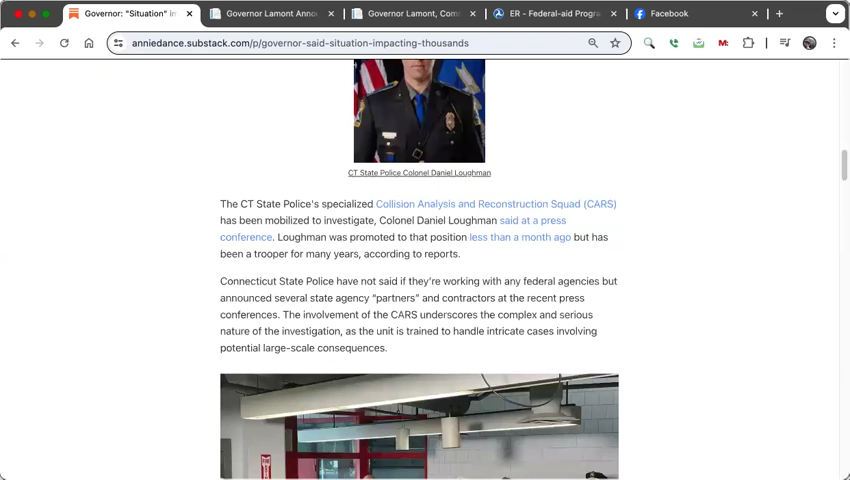 Governor: "Situation" in
Governor Lamont Anno
Governor Lamont, Com
ER - Federal-aid Progra
Facebook
anniedance.substack.com/p/governor-said-situation-impacting-thousands
CT State Police Colonel Daniel Loughman
The CT State Police's specialized Collision Analysis and Reconstruction Squad (CARS)
has been mobilized to investigate, Colonel Daniel Loughman said at a press
conference. Loughman was promoted to that position less than a month ago but has
been a trooper for many years, according to reports.
Connecticut State Police have not said if they're working with any federal agencies but
announced several state agency “partners” and contractors at the recent press
conferences. The involvement of the CARS underscores the complex and serious
nature of the investigation, as the unit is trained to handle intricate cases involving
potential large-scale consequences.